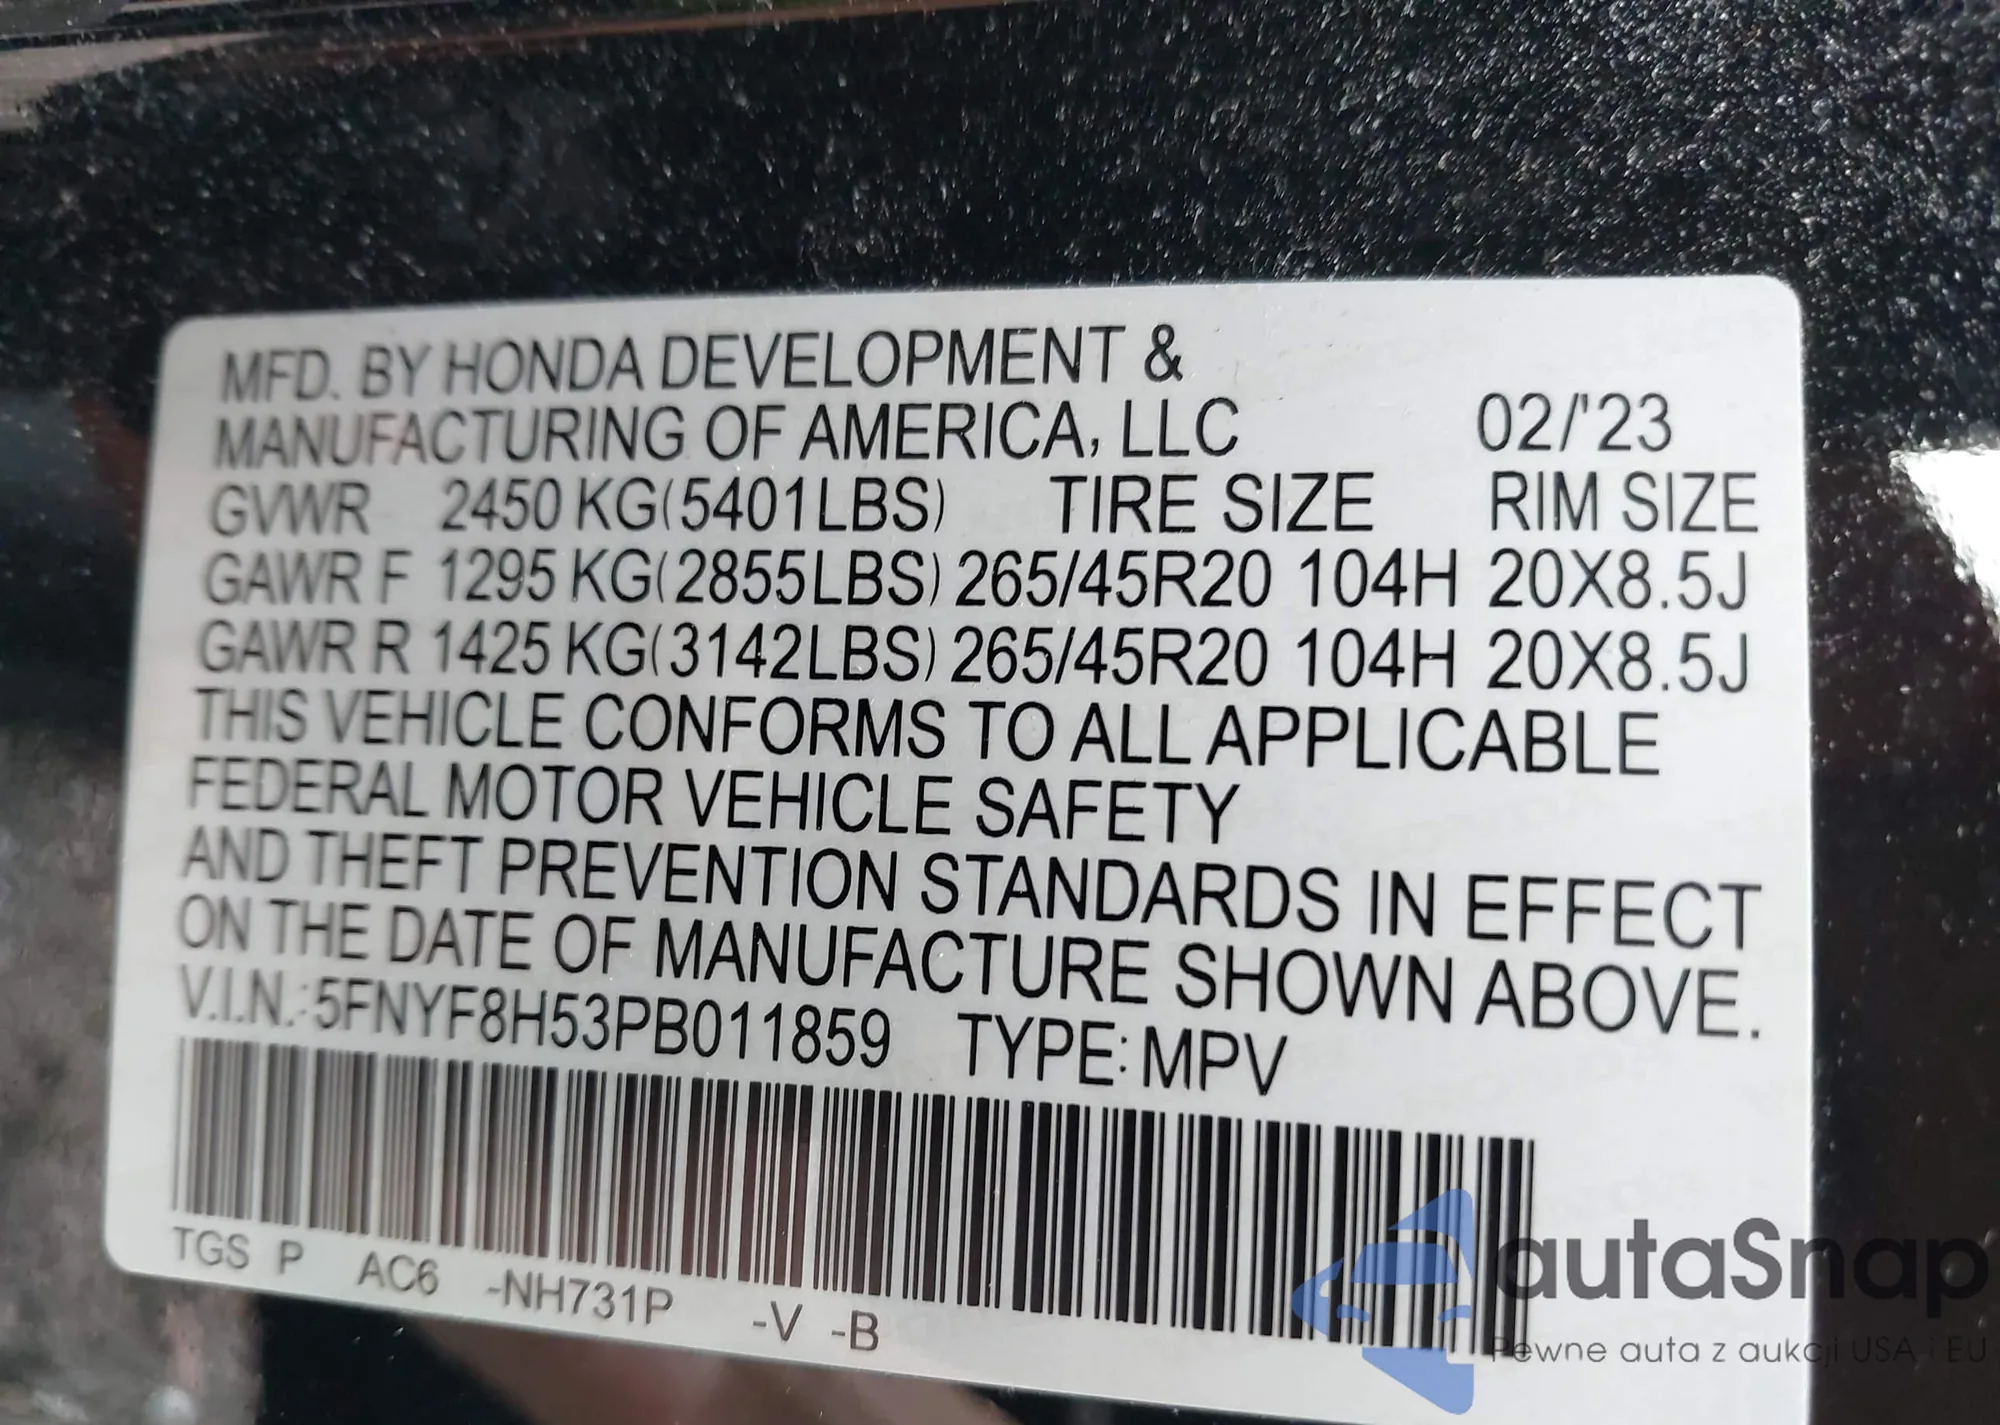 MFD. BY HONDA DEVELOPMENT &
MANUFACTURING OF AMERICA, LLC 02/'23
GVWR 2450 KG(5401LBS) TIRE SIZE RIM SIZE
GAWR F 1295 KG(2855LBS) 265/45R20 104H 20X8.5J
GAWR R 1425 KG(3142LBS) 265/45R20 104H 20X8.5J
THIS VEHICLE CONFORMS TO ALL APPLICABLE
FEDERAL MOTOR VEHICLE SAFETY
AND THEFT PREVENTION STANDARDS IN EFFECT
ON THE DATE OF MANUFACTURE SHOWN ABOVE.
V.I.N.:5FNYF8H53PB011859 TYPE:MPV
TGS P AC6 -NH731P -V -B
autaSnap
Pewne auta z aukcji USA i EU